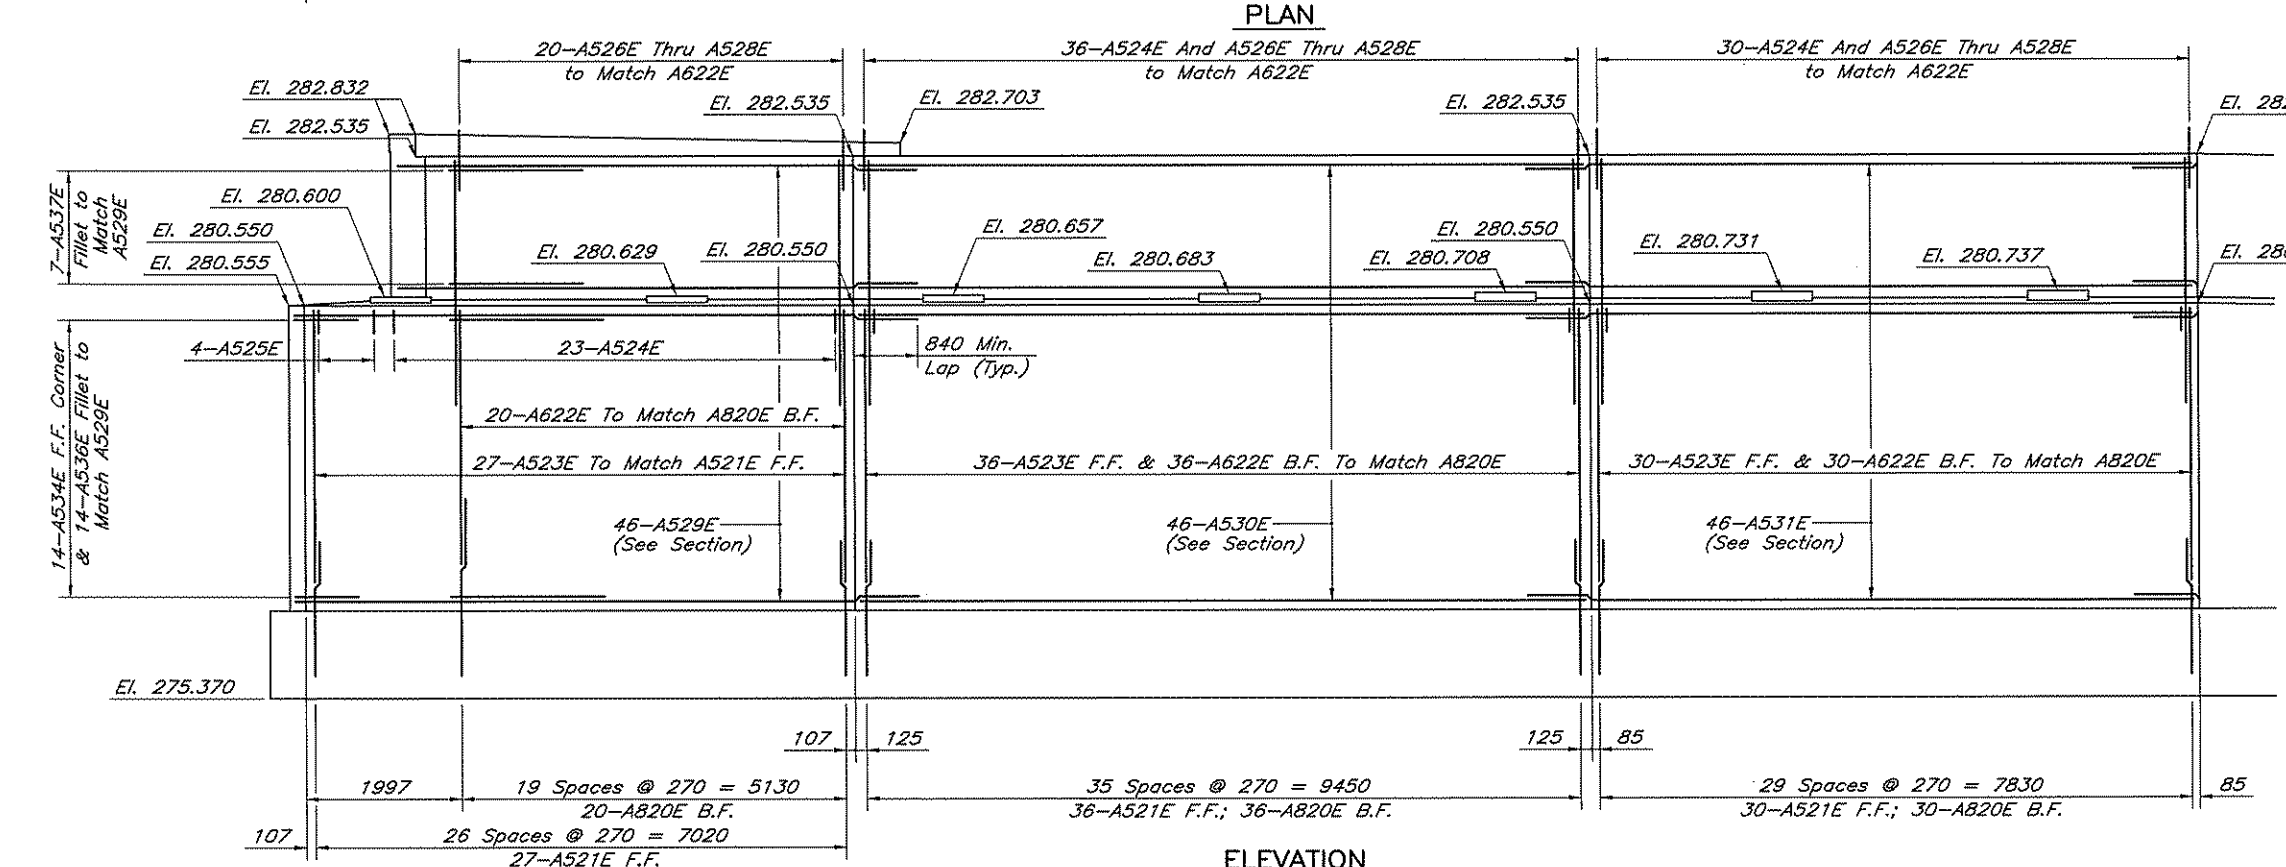 PLAN
20-A526E Thru A528E
to Match A622E
36-A524E And A526E Thru A528E
to Match A622E
30-A524E And A526E Thru A528E
to Match A622E
El. 282.832
El. 282.535
El. 282.535
El. 282.703
El. 282.535
El. 282
7-A537E
Fillet to
Match
A529E
El. 280.600
El. 280.550
El. 280.555
El. 280.629
El. 280.550
El. 280.657
El. 280.683
El. 280.550
El. 280.708
El. 280.731
El. 280.737
El. 280
4-A525E
23-A524E
840 Min.
Lap (Typ.)
14-A534E F.F. Corner
& 14-A536E Fillet to
Match A529E
20-A622E To Match A820E B.F.
27-A523E To Match A521E F.F.
36-A523E F.F. & 36-A622E B.F. To Match A820E
30-A523E F.F. & 30-A622E B.F. To Match A820E
46-A529E
(See Section)
46-A530E
(See Section)
46-A531E
(See Section)
El. 275.370
107
125
125
85
1997
19 Spaces @ 270 = 5130
20-A820E B.F.
35 Spaces @ 270 = 9450
36-A521E F.F.; 36-A820E B.F.
29 Spaces @ 270 = 7830
30-A521E F.F.; 30-A820E B.F.
85
107
26 Spaces @ 270 = 7020
27-A521E F.F.
ELEVATION